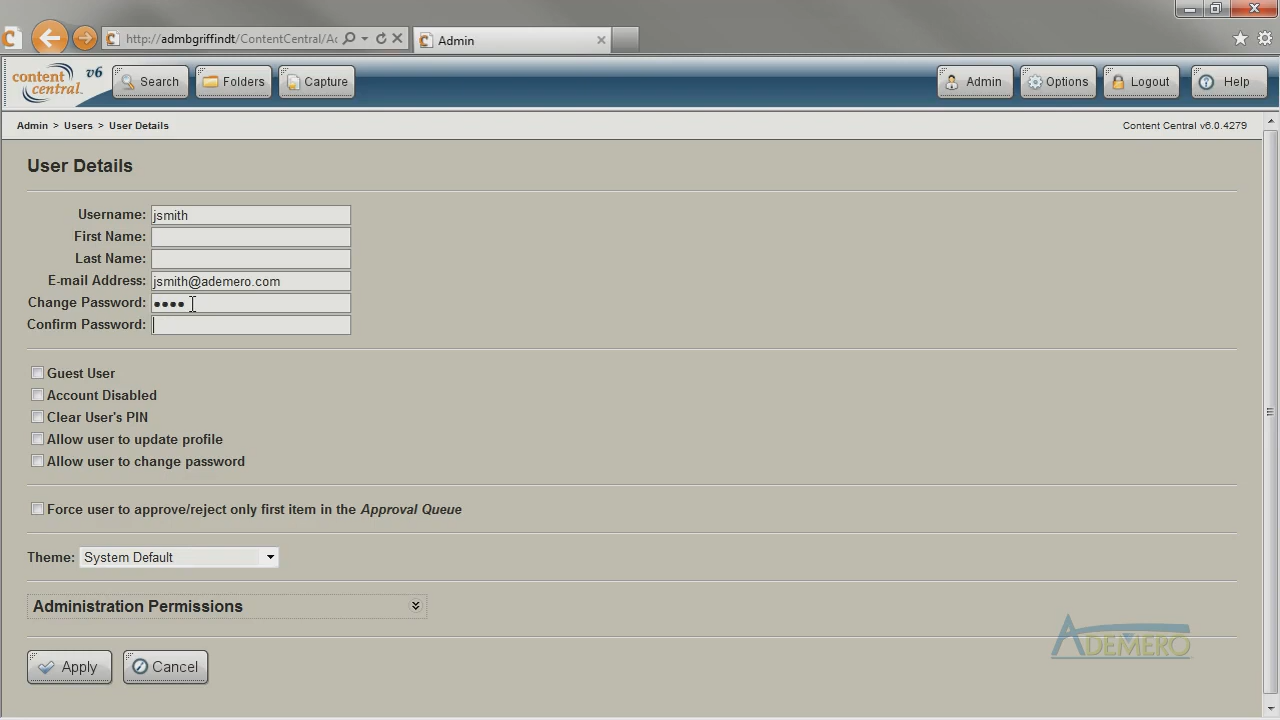 http://admbgriffindt/ContentCentral/Ad
Admin
content central. v6
Search
Folders
Capture
Admin
Options
Logout
Help
Admin > Users > User Details
Content Central v6.0.4279
User Details
Username: jsmith
First Name:
Last Name:
E-mail Address: jsmith@ademero.com
Change Password: ••••
Confirm Password:
Guest User
Account Disabled
Clear User's PIN
Allow user to update profile
Allow user to change password
Force user to approve/reject only first item in the Approval Queue
Theme: System Default
Administration Permissions
ADEMERO
Apply
Cancel